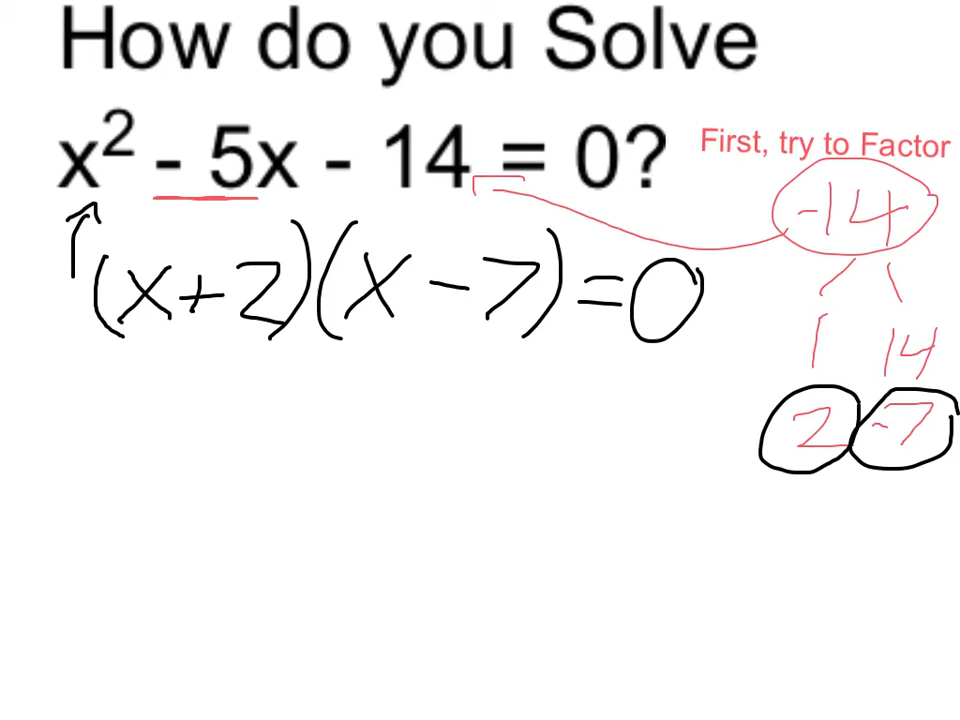 How do you Solve
x² - 5x - 14 = 0?
First, try to Factor
-14
(x+2)(x-7)=0
1 14
2 -7